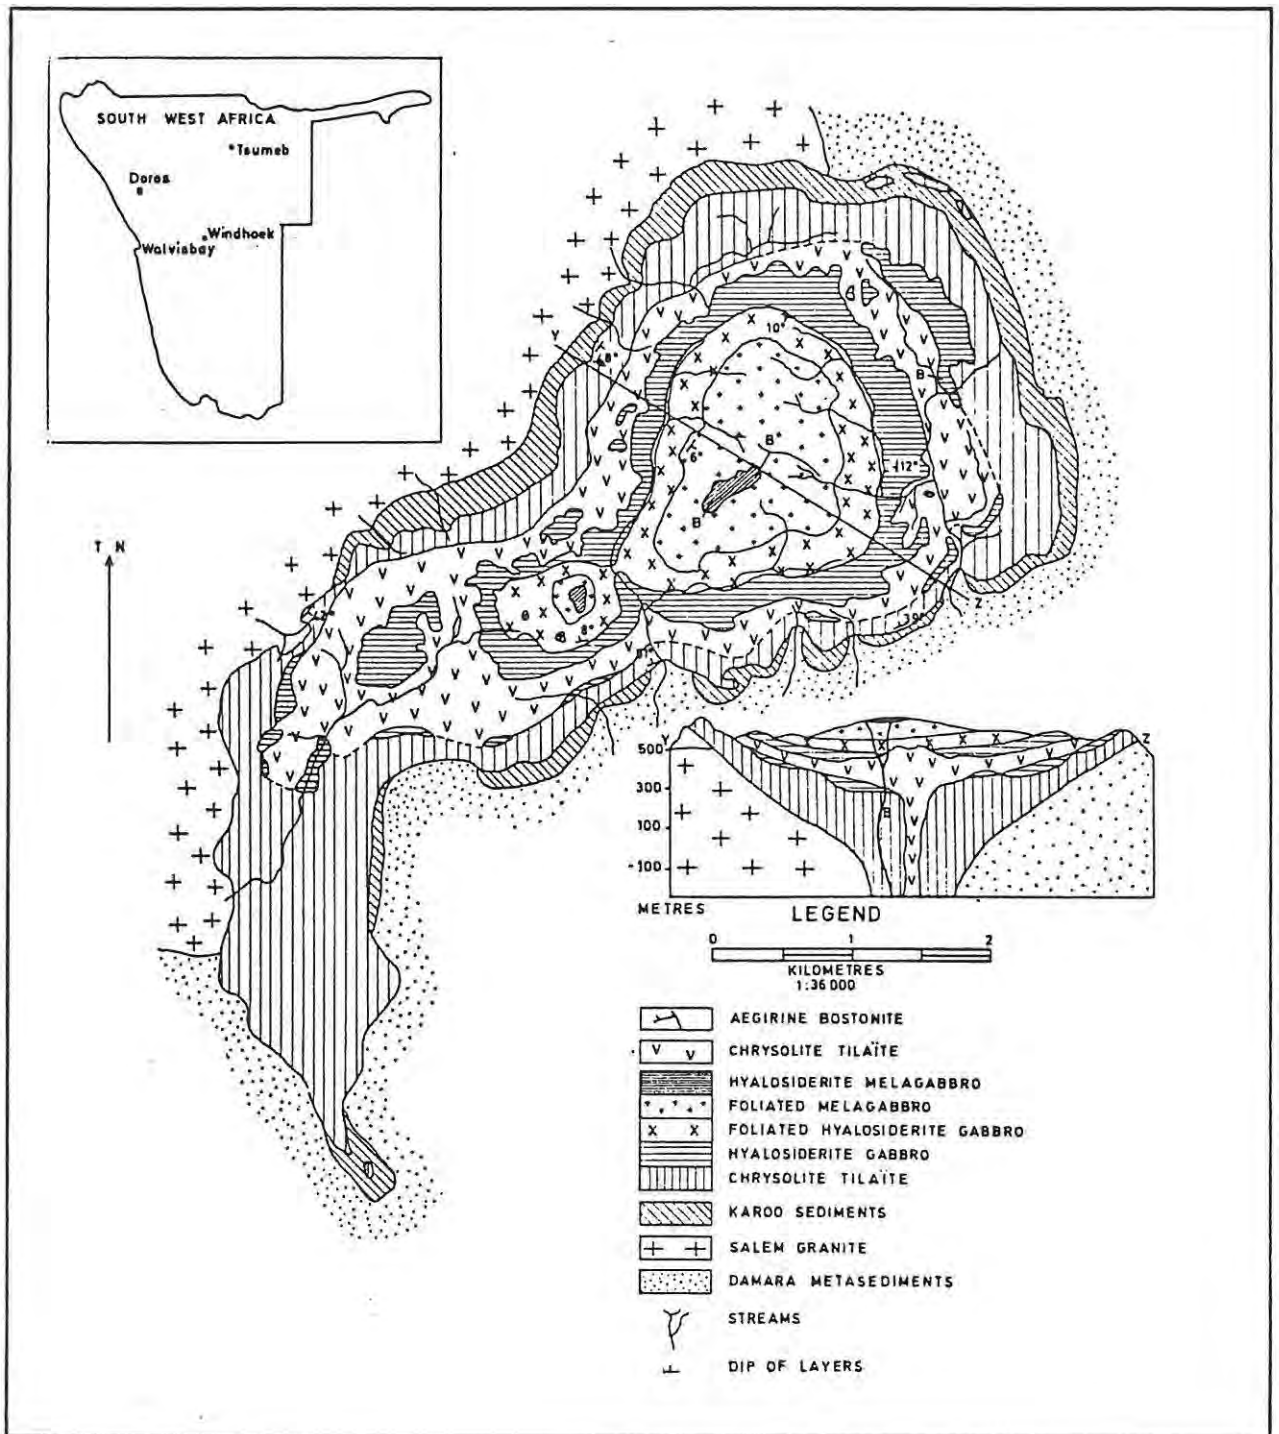 SOUTH WEST AFRICA
Tsumeb
Doros
Windhoek
Walvisbay
T N
Y
8°
10°
B
6°
B
12°
B
8°
Z
Y
Z
500
300
100
-100
B
METRES
LEGEND
0 1 2
KILOMETRES
1:36 000
AEGIRINE BOSTONITE
CHRYSOLITE TILAÏTE
HYALOSIDERITE MELAGABBRO
FOLIATED MELAGABBRO
FOLIATED HYALOSIDERITE GABBRO
HYALOSIDERITE GABBRO
CHRYSOLITE TILAÏTE
KAROO SEDIMENTS
SALEM GRANITE
DAMARA METASEDIMENTS
STREAMS
DIP OF LAYERS